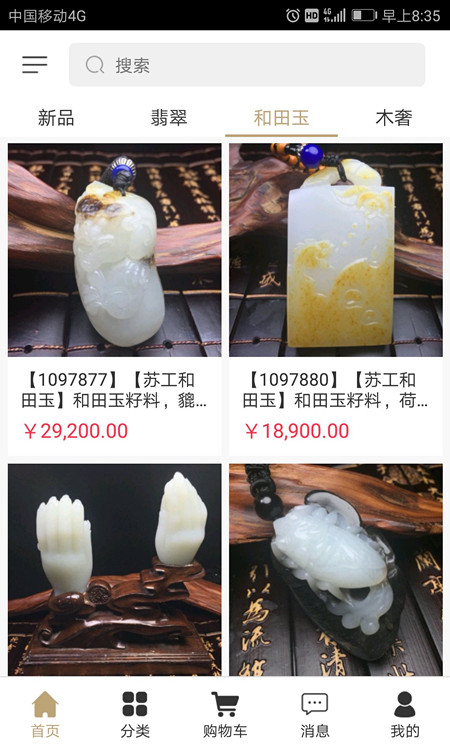 中国移动4G
HD 4G 早上8:35
搜索
新品 翡翠 和田玉 木奢
【1097877】【苏工和
田玉】和田玉籽料，貔...
￥29,200.00
【1097880】【苏工和
田玉】和田玉籽料，荷...
￥18,900.00
首页 分类 购物车 消息 我的